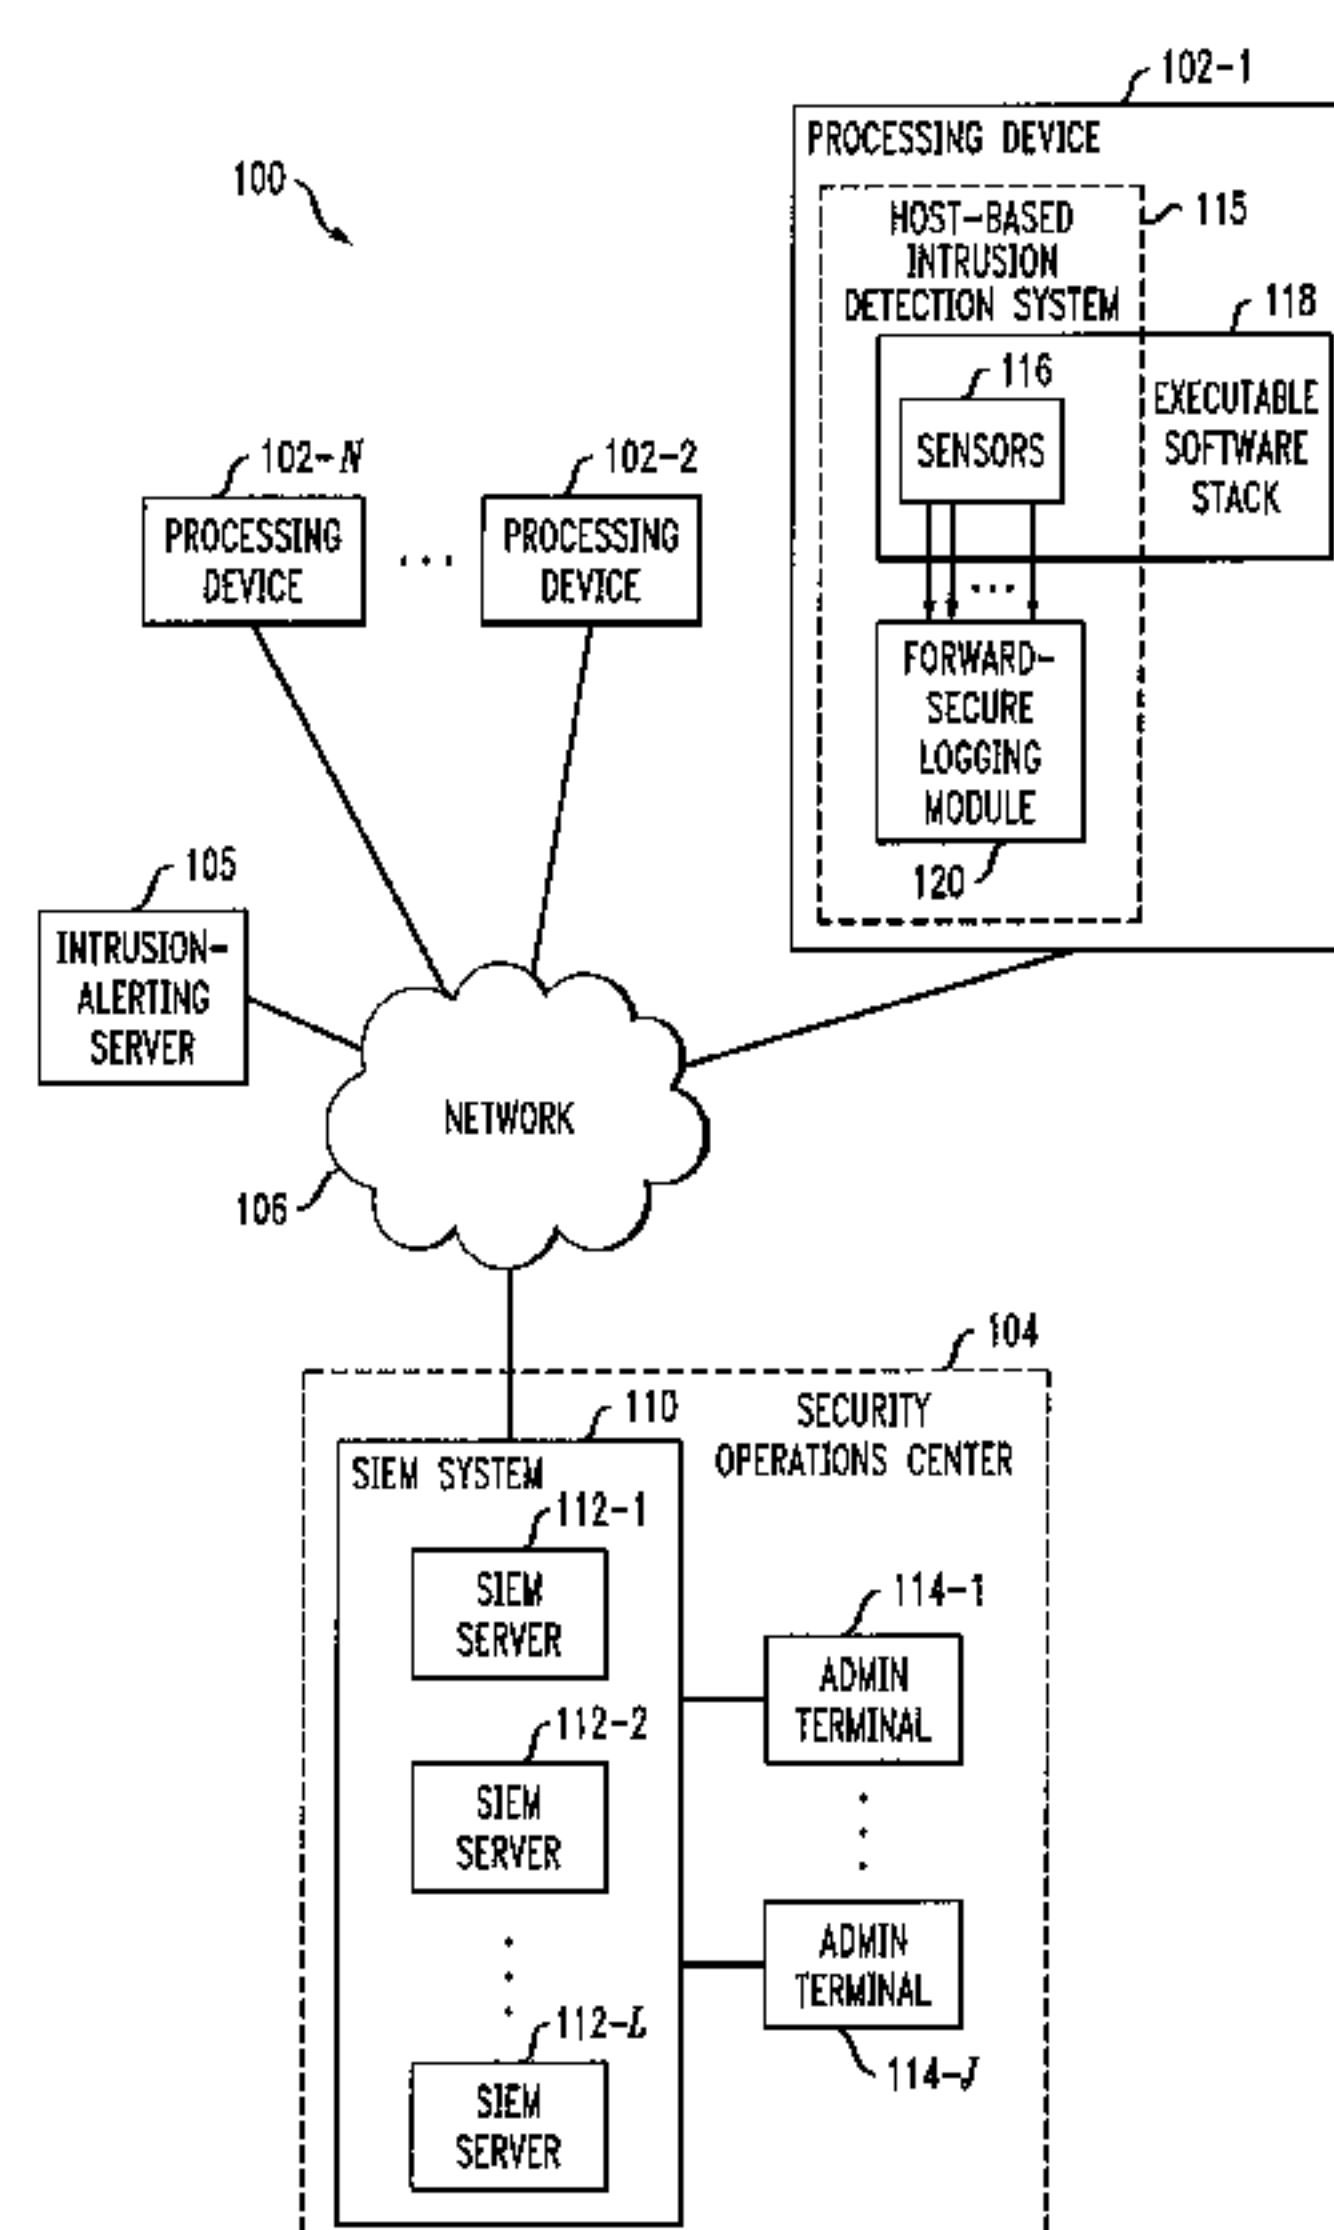 102-1
PROCESSING DEVICE
100
HOST-BASED
INTRUSION
DETECTION SYSTEM
115
118
116
SENSORS
EXECUTABLE
SOFTWARE
STACK
102-N
PROCESSING
DEVICE
...
102-2
PROCESSING
DEVICE
...
FORWARD-
SECURE
LOGGING
MODULE
120
105
INTRUSION-
ALERTING
SERVER
NETWORK
106
104
SECURITY
OPERATIONS CENTER
110
SIEM SYSTEM
112-1
SIEM
SERVER
114-1
ADMIN
TERMINAL
112-2
SIEM
SERVER
ADMIN
TERMINAL
114-J
112-L
SIEM
SERVER